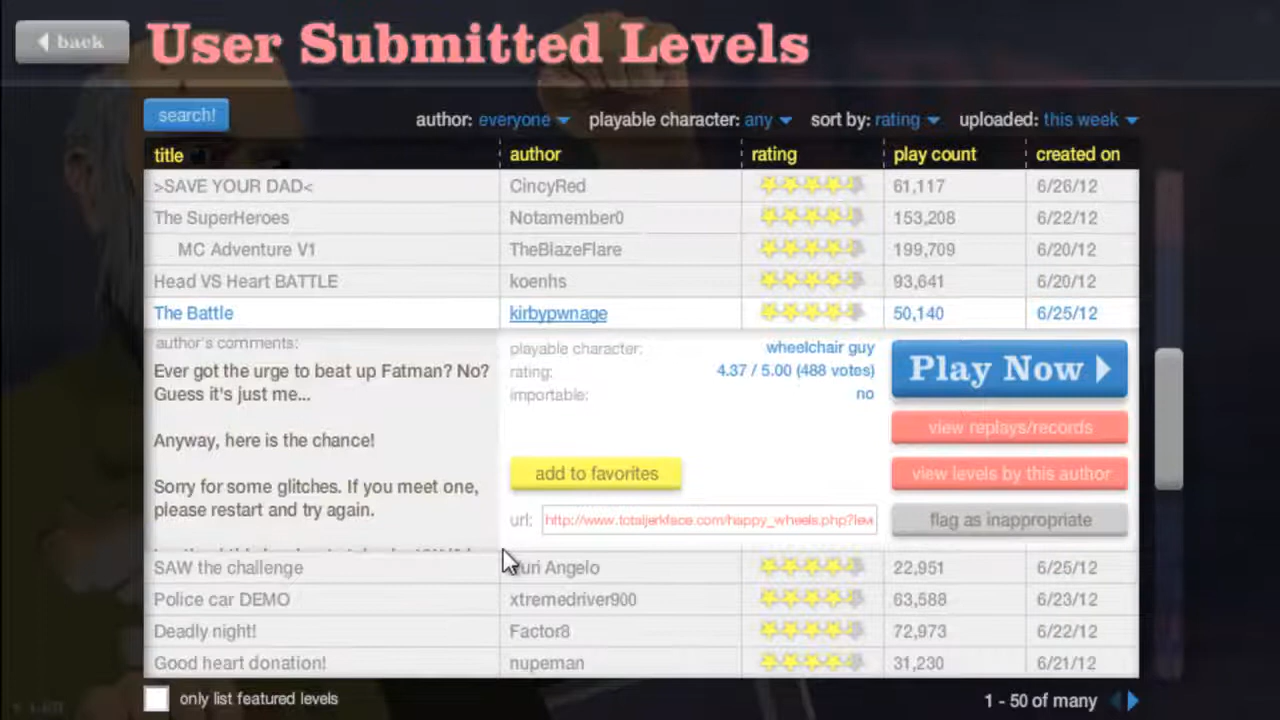 back
User Submitted Levels
search!
author: everyone playable character: any sort by: rating uploaded: this week
title author rating play count created on
>SAVE YOUR DAD< CincyRed 61,117 6/26/12
The SuperHeroes Notamember0 153,208 6/22/12
MC Adventure V1 TheBlazeFlare 199,709 6/20/12
Head VS Heart BATTLE koenhs 93,641 6/20/12
The Battle kirbypwnage 50,140 6/25/12
author's comments:
Ever got the urge to beat up Fatman? No?
Guess it's just me...
Anyway, here is the chance!
Sorry for some glitches. If you meet one,
please restart and try again.
playable character: wheelchair guy
rating: 4.37 / 5.00 (488 votes)
importable: no
add to favorites
url: http://www.totaljerkface.com/happy_wheels.php?lev
Play Now
view replays/records
view levels by this author
flag as inappropriate
SAW the challenge Angelo 22,951 6/25/12
Police car DEMO xtremedriver900 63,588 6/23/12
Deadly night! Factor8 72,973 6/22/12
Good heart donation! nupeman 31,230 6/21/12
only list featured levels
1 - 50 of many